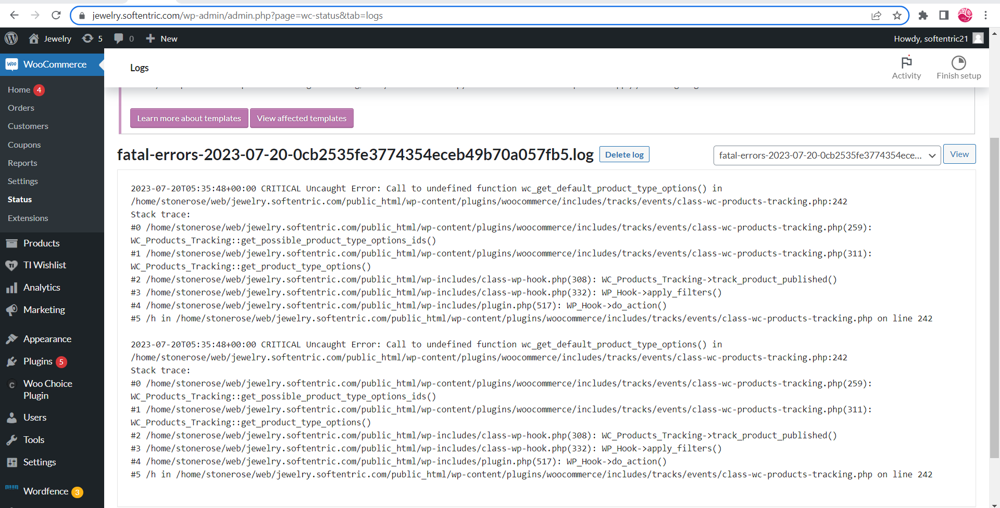 jewelry.softentric.com/wp-admin/admin.php?page=wc-status&tab=logs
Jewelry 5 0 New Howdy, softentric21
WooCommerce
Home 4
Orders
Customers
Coupons
Reports
Settings
Status
Extensions
Products
TI Wishlist
Analytics
Marketing
Appearance
Plugins 5
Woo Choice
Plugin
Users
Tools
Settings
Wordfence 3
Logs
Activity
Finish setup
Learn more about templates View affected templates
fatal-errors-2023-07-20-0cb2535fe3774354eceb49b70a057fb5.log Delete log fatal-errors-2023-07-20-0cb2535fe3774354ece... View
2023-07-20T05:35:48+00:00 CRITICAL Uncaught Error: Call to undefined function wc_get_default_product_type_options() in
/home/stonerose/web/jewelry.softentric.com/public_html/wp-content/plugins/woocommerce/includes/tracks/events/class-wc-products-tracking.php:242
Stack trace:
#0 /home/stonerose/web/jewelry.softentric.com/public_html/wp-content/plugins/woocommerce/includes/tracks/events/class-wc-products-tracking.php(259):
WC_Products_Tracking::get_possible_product_type_options_ids()
#1 /home/stonerose/web/jewelry.softentric.com/public_html/wp-content/plugins/woocommerce/includes/tracks/events/class-wc-products-tracking.php(311):
WC_Products_Tracking::get_product_type_options()
#2 /home/stonerose/web/jewelry.softentric.com/public_html/wp-includes/class-wp-hook.php(308): WC_Products_Tracking->track_product_published()
#3 /home/stonerose/web/jewelry.softentric.com/public_html/wp-includes/class-wp-hook.php(332): WP_Hook->apply_filters()
#4 /home/stonerose/web/jewelry.softentric.com/public_html/wp-includes/plugin.php(517): WP_Hook->do_action()
#5 /h in /home/stonerose/web/jewelry.softentric.com/public_html/wp-content/plugins/woocommerce/includes/tracks/events/class-wc-products-tracking.php on line 242
2023-07-20T05:35:48+00:00 CRITICAL Uncaught Error: Call to undefined function wc_get_default_product_type_options() in
/home/stonerose/web/jewelry.softentric.com/public_html/wp-content/plugins/woocommerce/includes/tracks/events/class-wc-products-tracking.php:242
Stack trace:
#0 /home/stonerose/web/jewelry.softentric.com/public_html/wp-content/plugins/woocommerce/includes/tracks/events/class-wc-products-tracking.php(259):
WC_Products_Tracking::get_possible_product_type_options_ids()
#1 /home/stonerose/web/jewelry.softentric.com/public_html/wp-content/plugins/woocommerce/includes/tracks/events/class-wc-products-tracking.php(311):
WC_Products_Tracking::get_product_type_options()
#2 /home/stonerose/web/jewelry.softentric.com/public_html/wp-includes/class-wp-hook.php(308): WC_Products_Tracking->track_product_published()
#3 /home/stonerose/web/jewelry.softentric.com/public_html/wp-includes/class-wp-hook.php(332): WP_Hook->apply_filters()
#4 /home/stonerose/web/jewelry.softentric.com/public_html/wp-includes/plugin.php(517): WP_Hook->do_action()
#5 /h in /home/stonerose/web/jewelry.softentric.com/public_html/wp-content/plugins/woocommerce/includes/tracks/events/class-wc-products-tracking.php on line 242